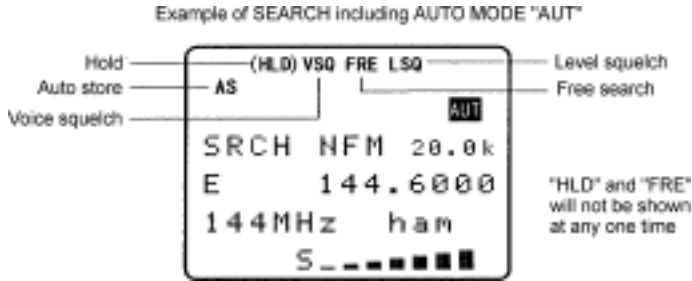 Example of SEARCH including AUTO MODE "AUT"
Hold
(HLD) VSQ FRE LSQ
Level squelch
Auto store
AS
Free search
Voice squelch
AUT
SRCH NFM 20.0k
E 144.6000
144MHz ham
S
"HLD" and "FRE"
will not be shown
at any one time